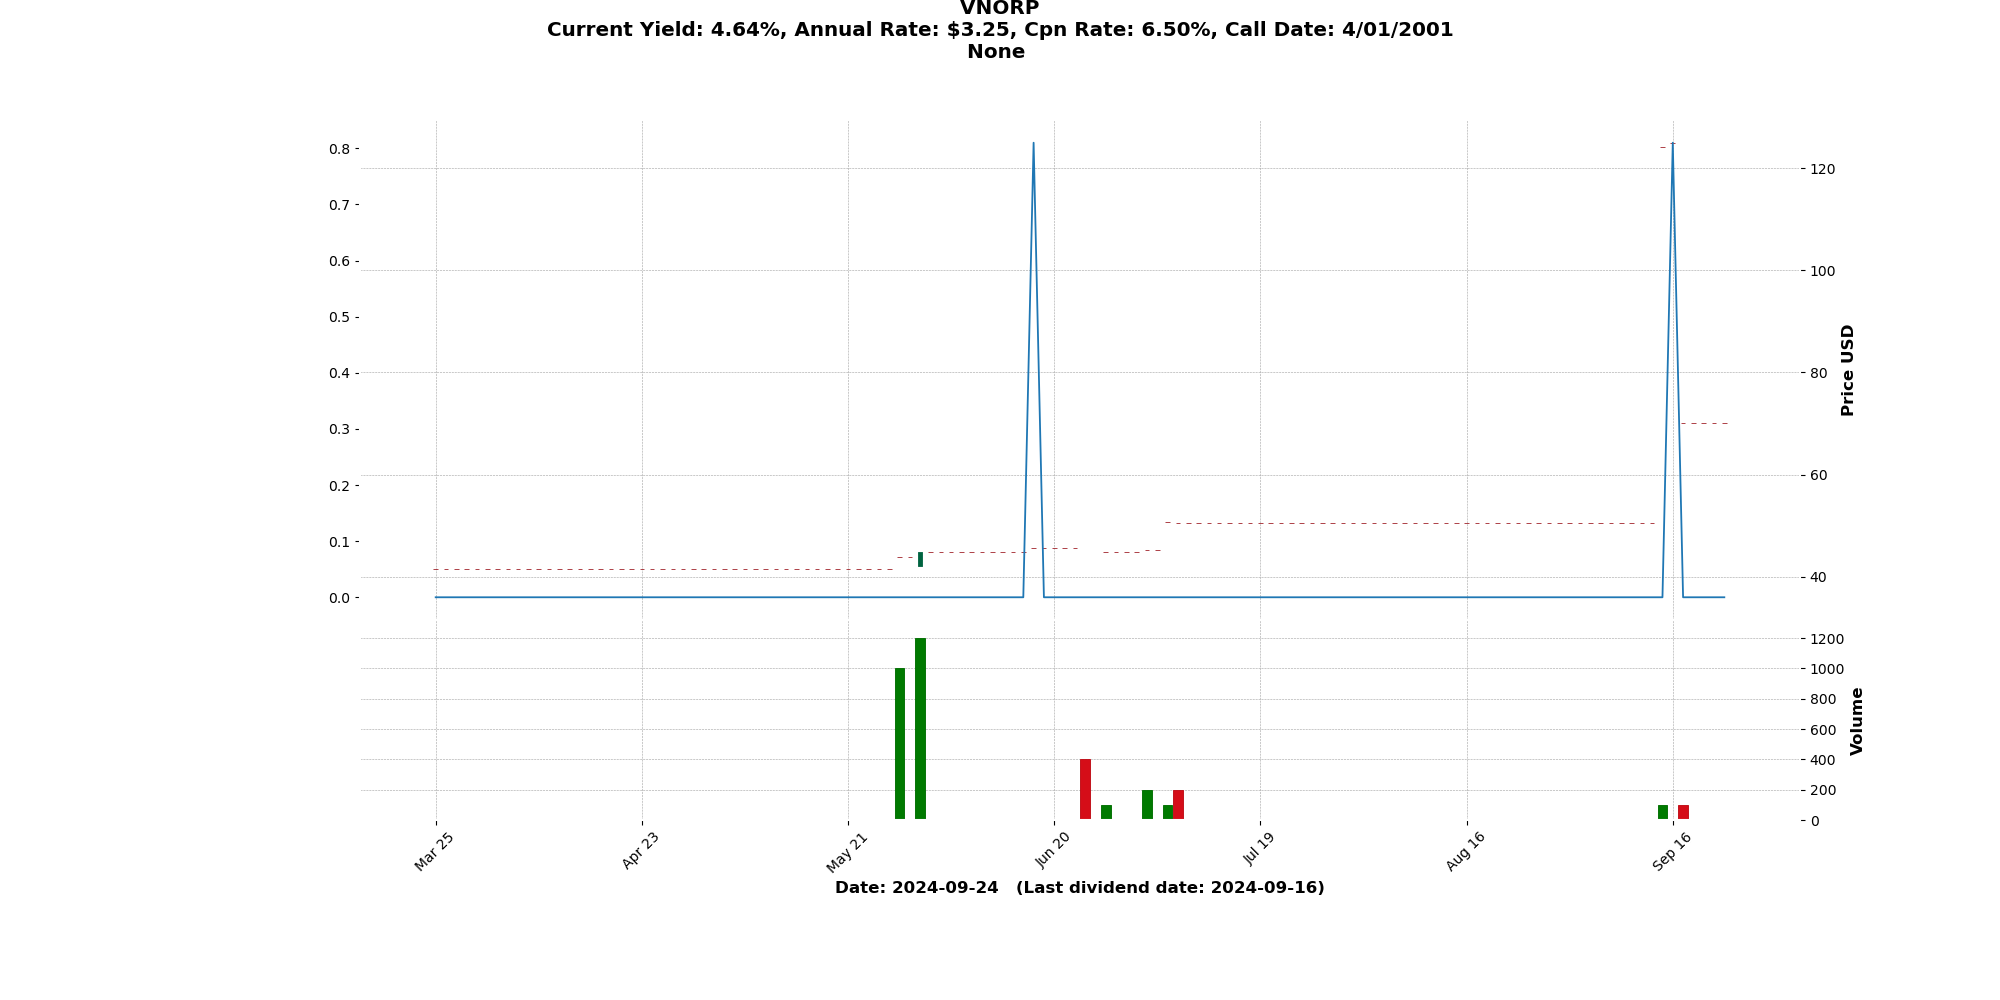 VNORP
Current Yield: 4.64%, Annual Rate: $3.25, Cpn Rate: 6.50%, Call Date: 4/01/2001
None
0.8
0.7
0.6
0.5
0.4
0.3
0.2
0.1
0.0
120
100
80
60
40
Price USD
1200
1000
800
600
400
200
0
Volume
Mar 25
Apr 23
May 21
Jun 20
Jul 19
Aug 16
Sep 16
Date: 2024-09-24 (Last dividend date: 2024-09-16)